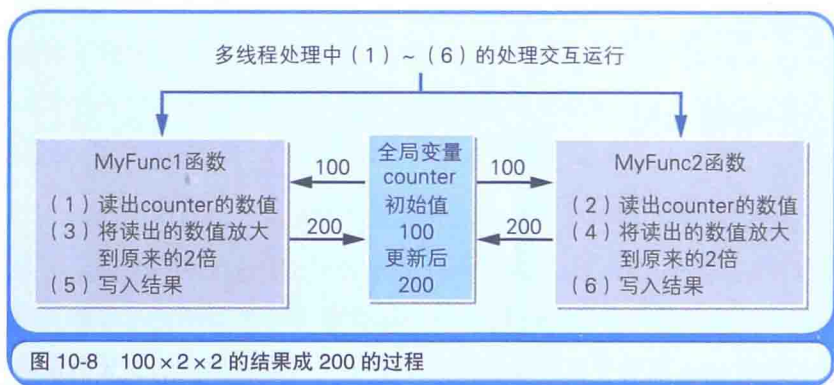 多线程处理中（1）~（6）的处理交互运行
MyFunc1函数
（1）读出counter的数值
（3）将读出的数值放大
到原来的2倍
（5）写入结果
100
200
全局变量
counter
初始值
100
更新后
200
100
200
MyFunc2函数
（2）读出counter的数值
（4）将读出的数值放大
到原来的2倍
（6）写入结果
图 10-8 100×2×2 的结果成 200 的过程